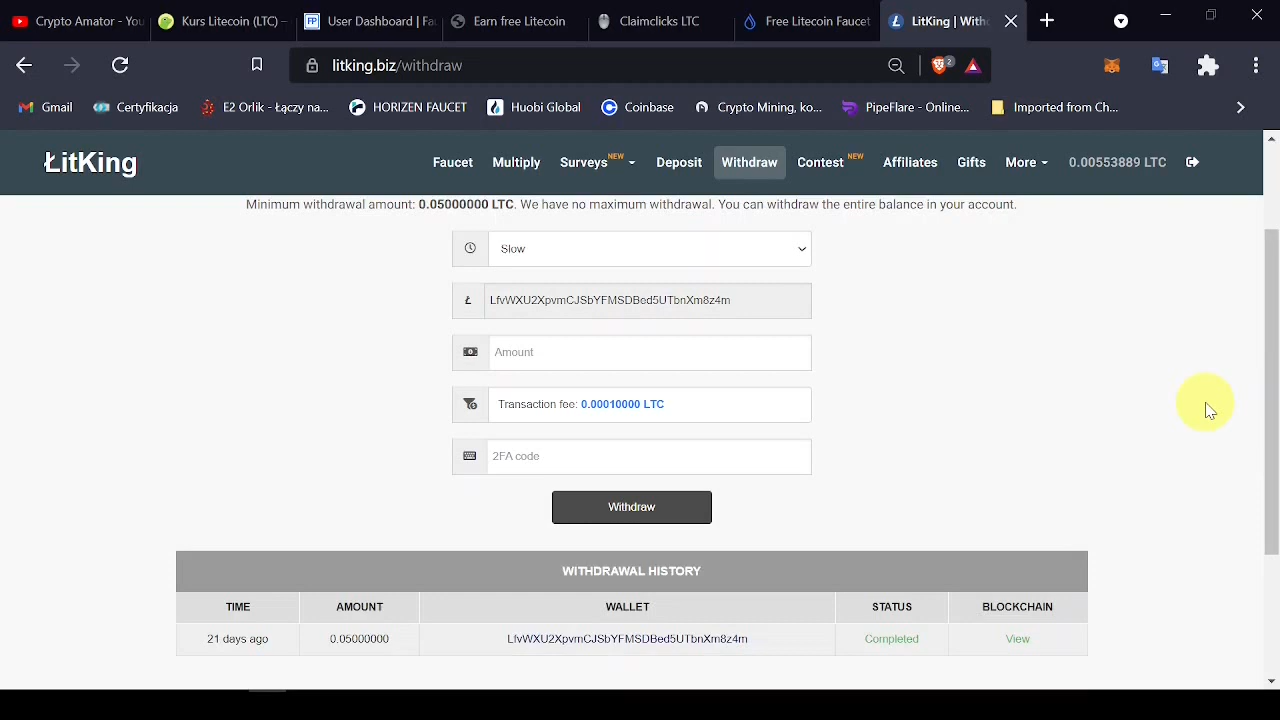 Crypto Amator - You
Kurs Litecoin (LTC) –
User Dashboard | Fau
Earn free Litecoin
Claimclicks LTC
Free Litecoin Faucet
LitKing | Withd
litking.biz/withdraw
2
Gmail
Certyfikacja
E2 Orlik - Łączy na...
HORIZEN FAUCET
Huobi Global
Coinbase
Crypto Mining, ko...
PipeFlare - Online...
Imported from Ch...
ŁitKing
Faucet
Multiply
Surveys NEW
Deposit
Withdraw
Contest NEW
Affiliates
Gifts
More
0.00553889 LTC
Minimum withdrawal amount: 0.05000000 LTC. We have no maximum withdrawal. You can withdraw the entire balance in your account.
Slow
Ł LfvWXU2XpvmCJSbYFMSDBed5UTbnXm8z4m
Amount
Transaction fee: 0.00010000 LTC
2FA code
Withdraw
WITHDRAWAL HISTORY
TIME AMOUNT WALLET STATUS BLOCKCHAIN
21 days ago 0.05000000 LfvWXU2XpvmCJSbYFMSDBed5UTbnXm8z4m Completed View